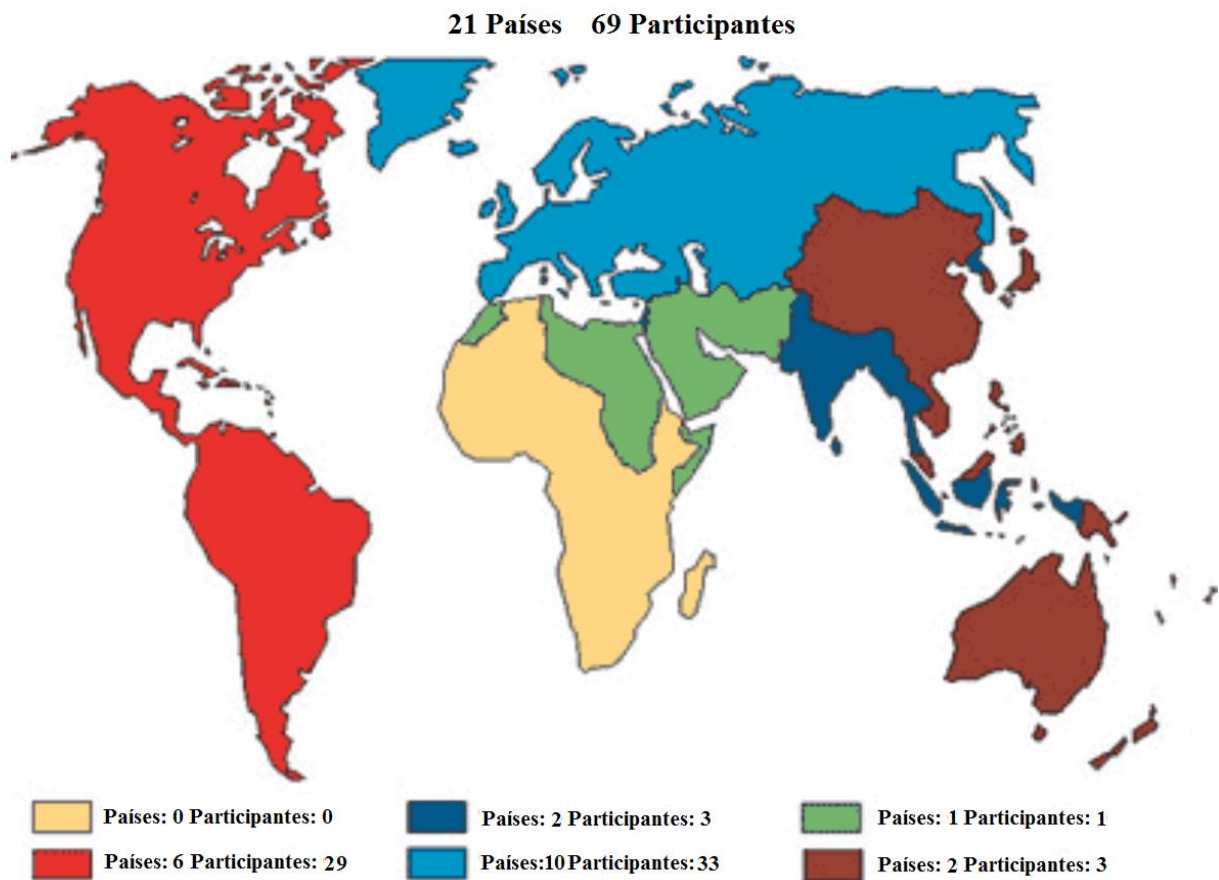 21 Países 69 Participantes
Países: 0 Participantes: 0
Países: 2 Participantes: 3
Países: 1 Participantes: 1
Países: 6 Participantes: 29
Países:10 Participantes: 33
Países: 2 Participantes: 3